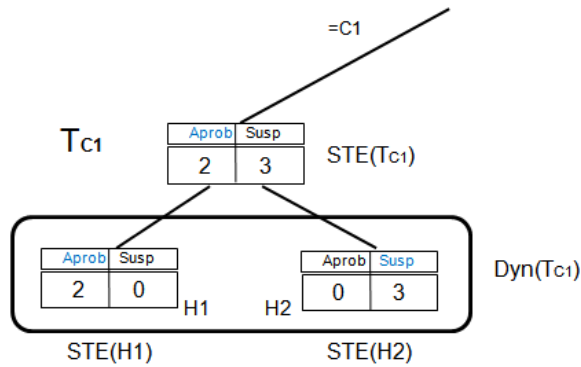 =C1
TC1
Aprob Susp
2 3
STE(TC1)
Aprob Susp
2 0
H1
Aprob Susp
0 3
H2
Dyn(TC1)
STE(H1)
STE(H2)